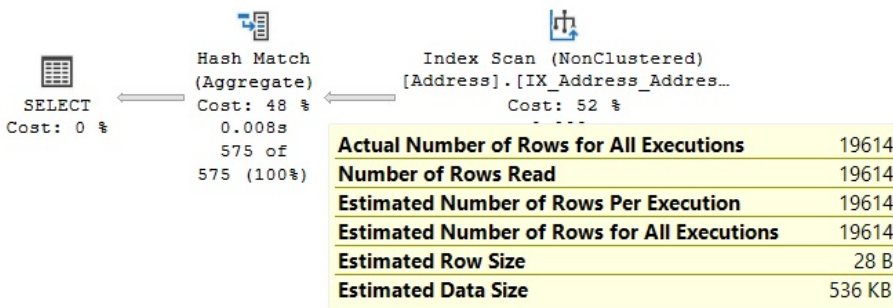 Hash Match
(Aggregate)
Cost: 48 %
0.008s
575 of
575 (100%)
Index Scan (NonClustered)
[Address].[IX_Address_Addres…
Cost: 52 %
SELECT
Cost: 0 %
Actual Number of Rows for All Executions 19614
Number of Rows Read 19614
Estimated Number of Rows Per Execution 19614
Estimated Number of Rows for All Executions 19614
Estimated Row Size 28 B
Estimated Data Size 536 KB